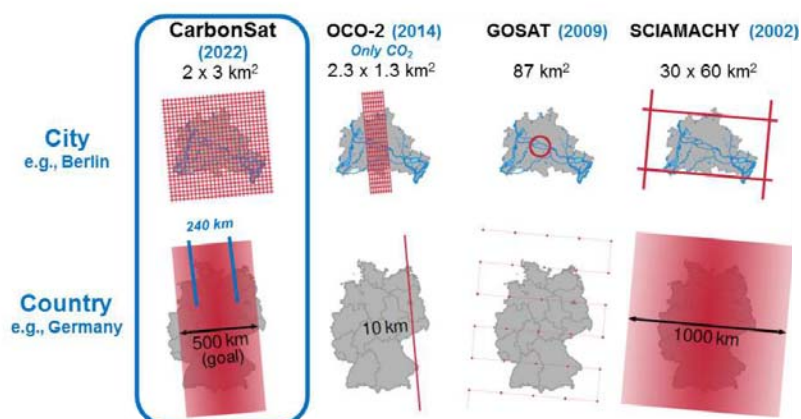 CarbonSat
(2022)
2 x 3 km²
OCO-2 (2014)
Only CO₂
2.3 x 1.3 km²
GOSAT (2009)
87 km²
SCIAMACHY (2002)
30 x 60 km²
City
e.g., Berlin
Country
e.g., Germany
240 km
500 km
(goal)
10 km
1000 km